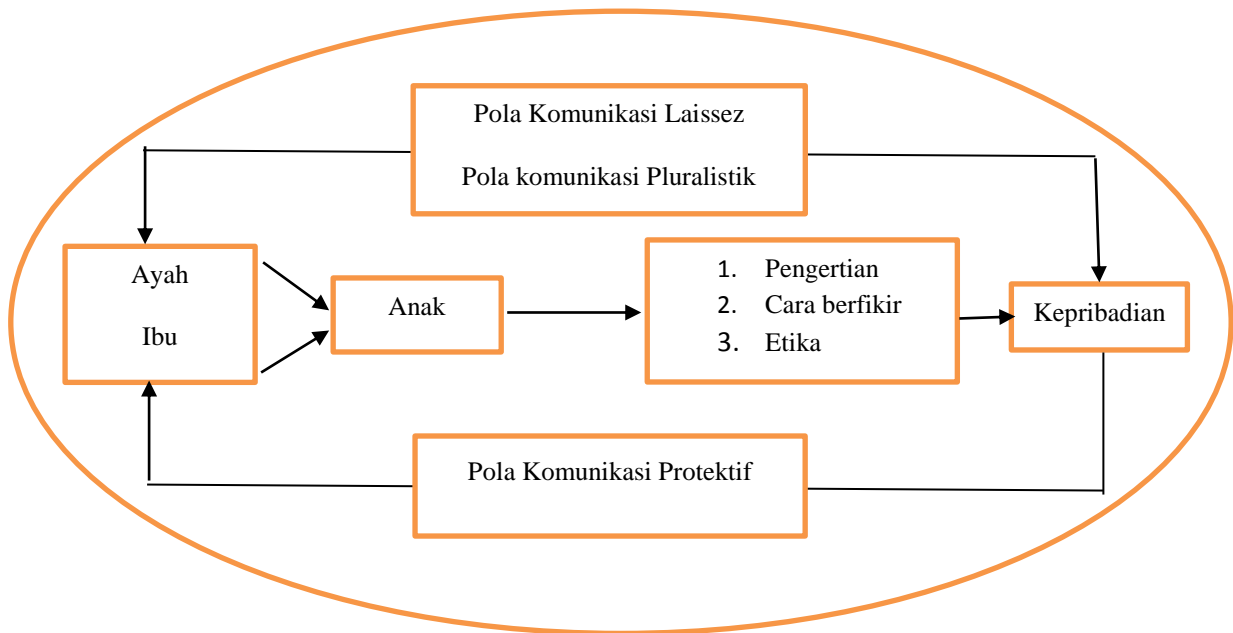 Pola Komunikasi Laissez
Pola komunikasi Pluralistik
Ayah
Ibu
Anak
1. Pengertian
2. Cara berfikir
3. Etika
Kepribadian
Pola Komunikasi Protektif